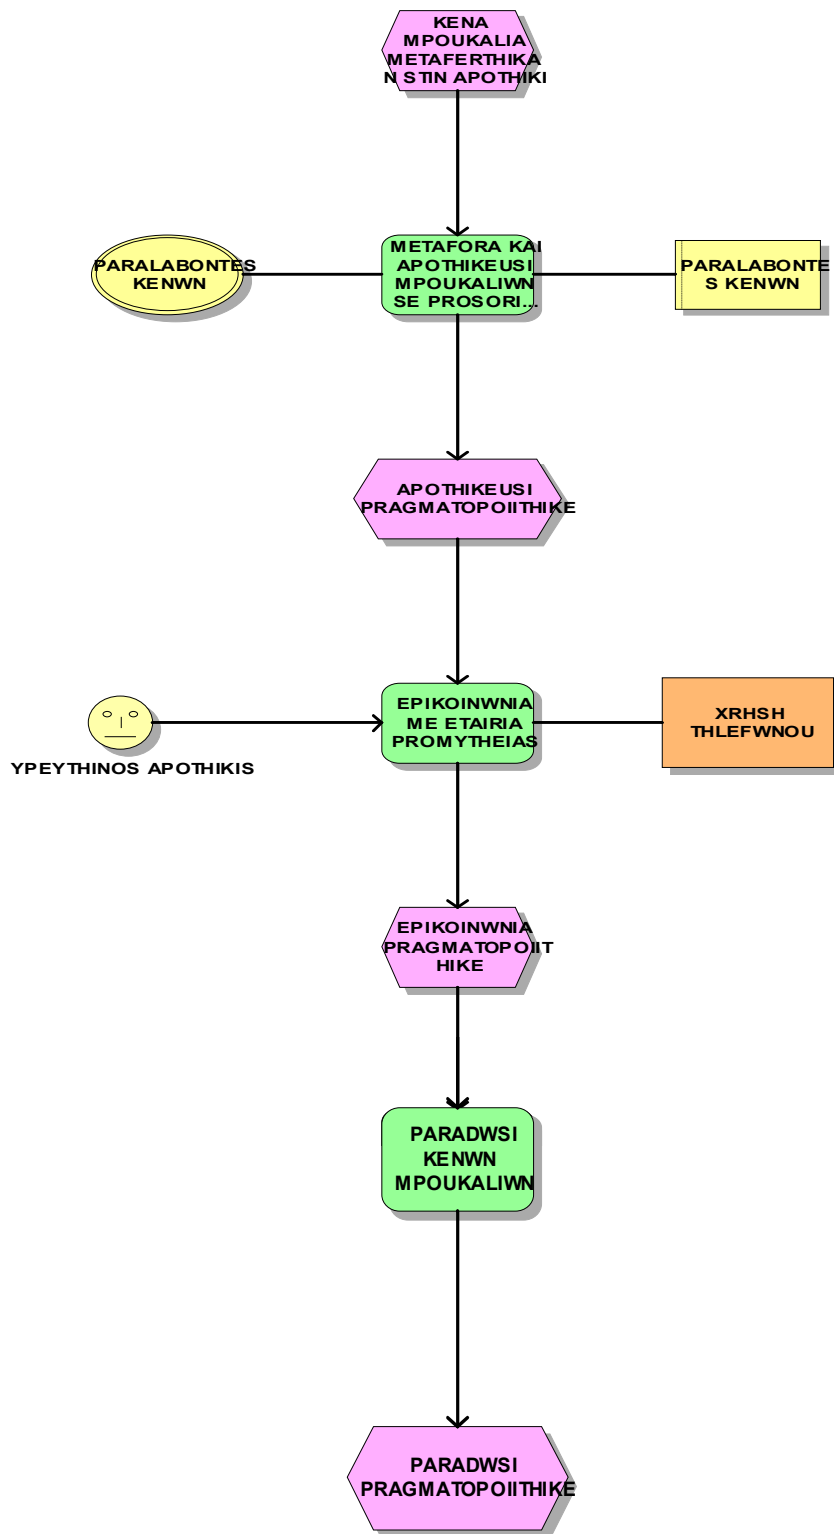 KENA
MPOUKALIA
METAFERTHIKA
N STIN APOTHIKI
PARALABONTES
KENWN
METAFORA KAI
APOTHIKEUSI
MPOUKALIWN
SE PROSORI...
PARALABONTE
S KENWN
APOTHIKEUSI
PRAGMATOPOIITHIKE
YPEYTHINOS APOTHIKIS
EPIKOINWNIA
ME ETAIRIA
PROMYTHEIAS
XRHSH
THLEFWNOU
EPIKOINWNIA
PRAGMATOPOIIT
HIKE
PARADWSI
KENWN
MPOUKALIWN
PARADWSI
PRAGMATOPOIITHIKE